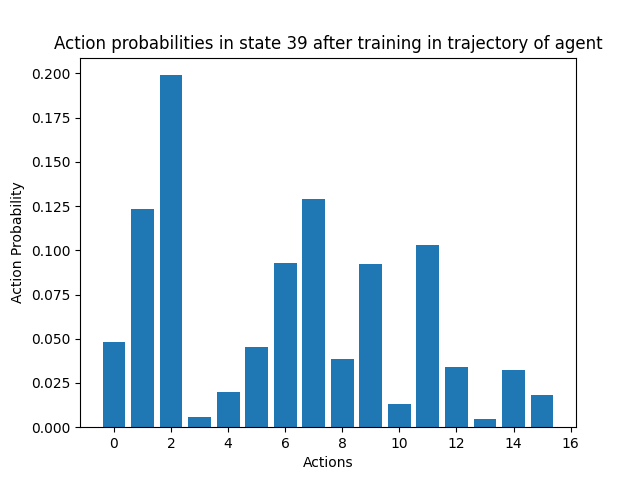 Action probabilities in state 39 after training in trajectory of agent
0.200
0.175
0.150
0.125
0.100
0.075
0.050
0.025
0.000
Action Probability
0 2 4 6 8 10 12 14 16
Actions